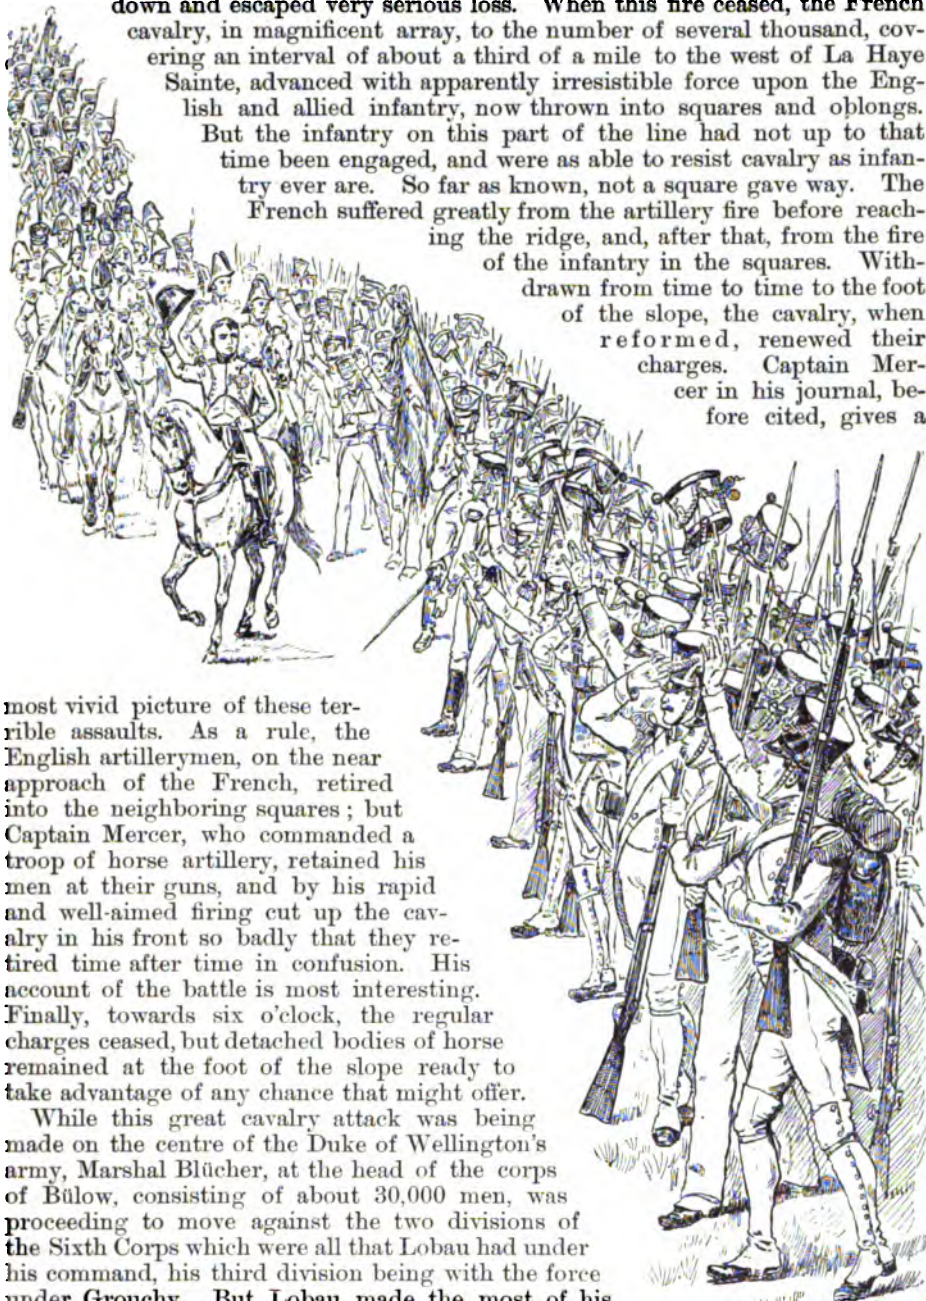 down and escaped very serious loss. When this fire ceased, the French
cavalry, in magnificent array, to the number of several thousand, cov-
ering an interval of about a third of a mile to the west of La Haye
Sainte, advanced with apparently irresistible force upon the Eng-
lish and allied infantry, now thrown into squares and oblongs.
But the infantry on this part of the line had not up to that
time been engaged, and were as able to resist cavalry as infan-
try ever are. So far as known, not a square gave way. The
French suffered greatly from the artillery fire before reach-
ing the ridge, and, after that, from the fire
of the infantry in the squares. With-
drawn from time to time to the foot
of the slope, the cavalry, when
reformed, renewed their
charges. Captain Mer-
cer in his journal, be-
fore cited, gives a
most vivid picture of these ter-
rible assaults. As a rule, the
English artillerymen, on the near
approach of the French, retired
into the neighboring squares; but
Captain Mercer, who commanded a
troop of horse artillery, retained his
men at their guns, and by his rapid
and well-aimed firing cut up the cav-
alry in his front so badly that they re-
tired time after time in confusion. His
account of the battle is most interesting.
Finally, towards six o'clock, the regular
charges ceased, but detached bodies of horse
remained at the foot of the slope ready to
take advantage of any chance that might offer.
While this great cavalry attack was being
made on the centre of the Duke of Wellington's
army, Marshal Blücher, at the head of the corps
of Bülow, consisting of about 30,000 men, was
proceeding to move against the two divisions of
the Sixth Corps which were all that Lobau had under
his command, his third division being with the force
under Grouchy. But Lobau made the most of his